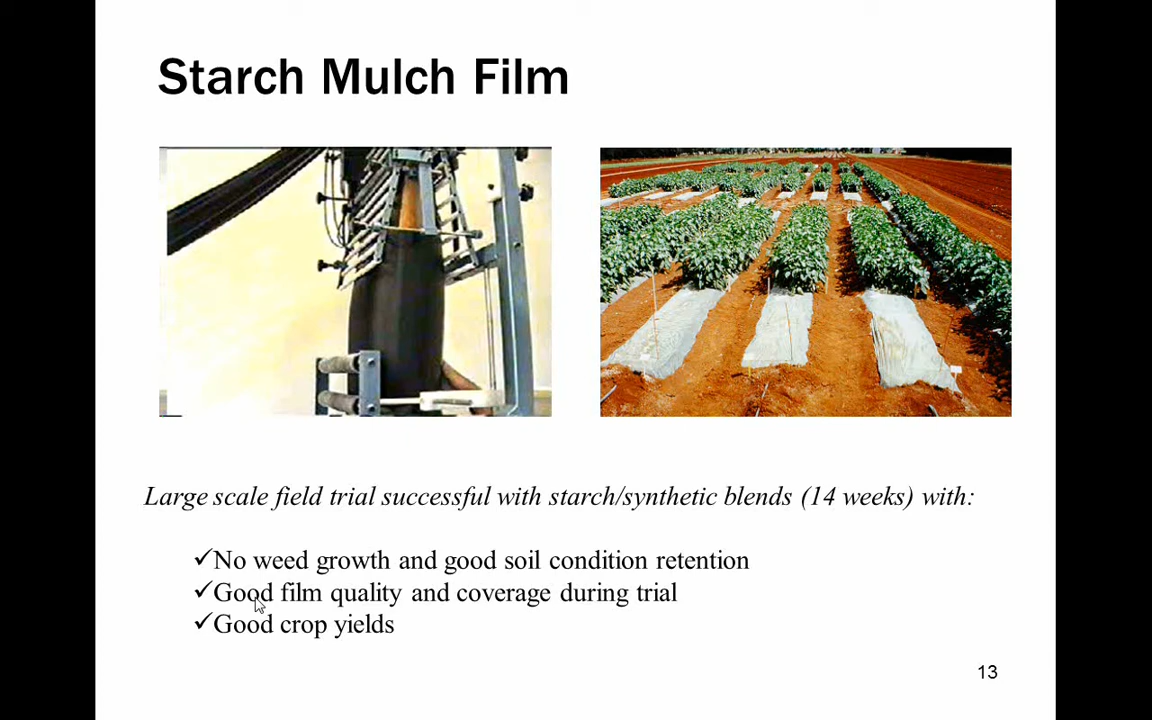 Starch Mulch Film
Large scale field trial successful with starch/synthetic blends (14 weeks) with:
✓No weed growth and good soil condition retention
✓Good film quality and coverage during trial
✓Good crop yields
13